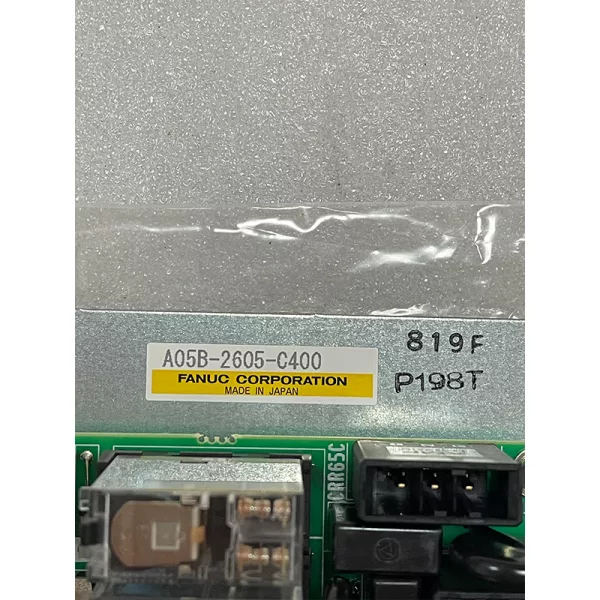 819F
A05B-2605-C400
FANUC CORPORATION
MADE IN JAPAN
P198T
CRR65C